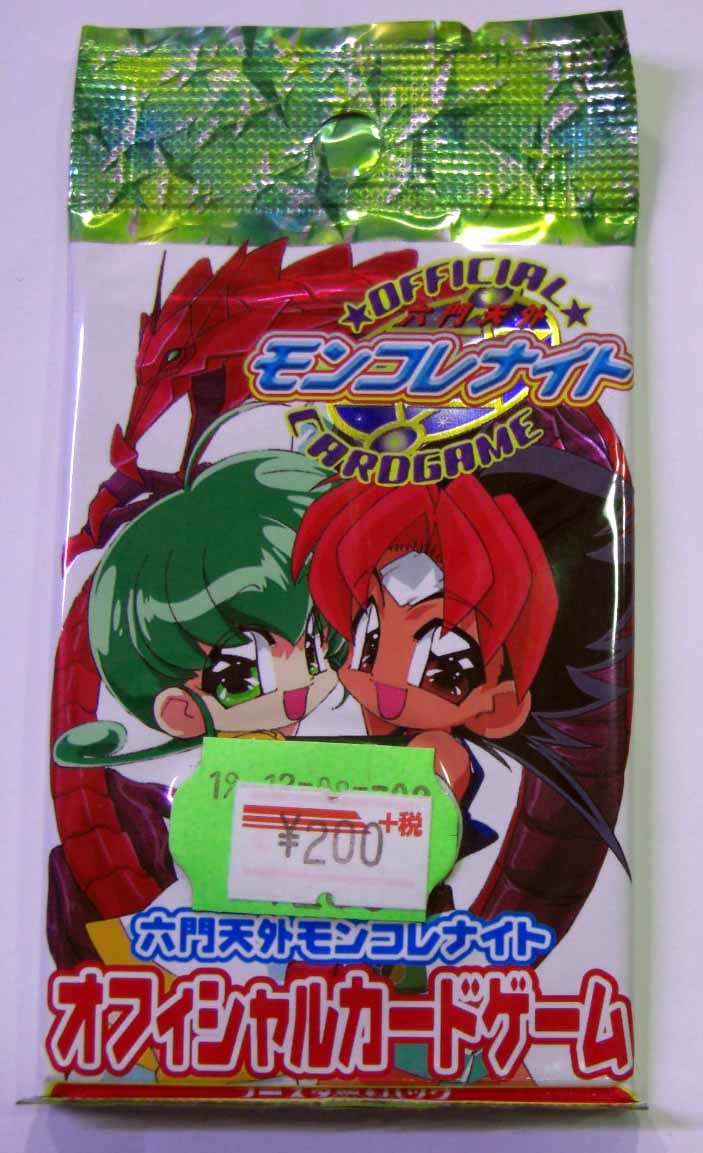 OFFICIAL
六門天外
モンコレナイト
CARDGAME
¥200+税
六門天外モンコレナイト
オフィシャルカードゲーム